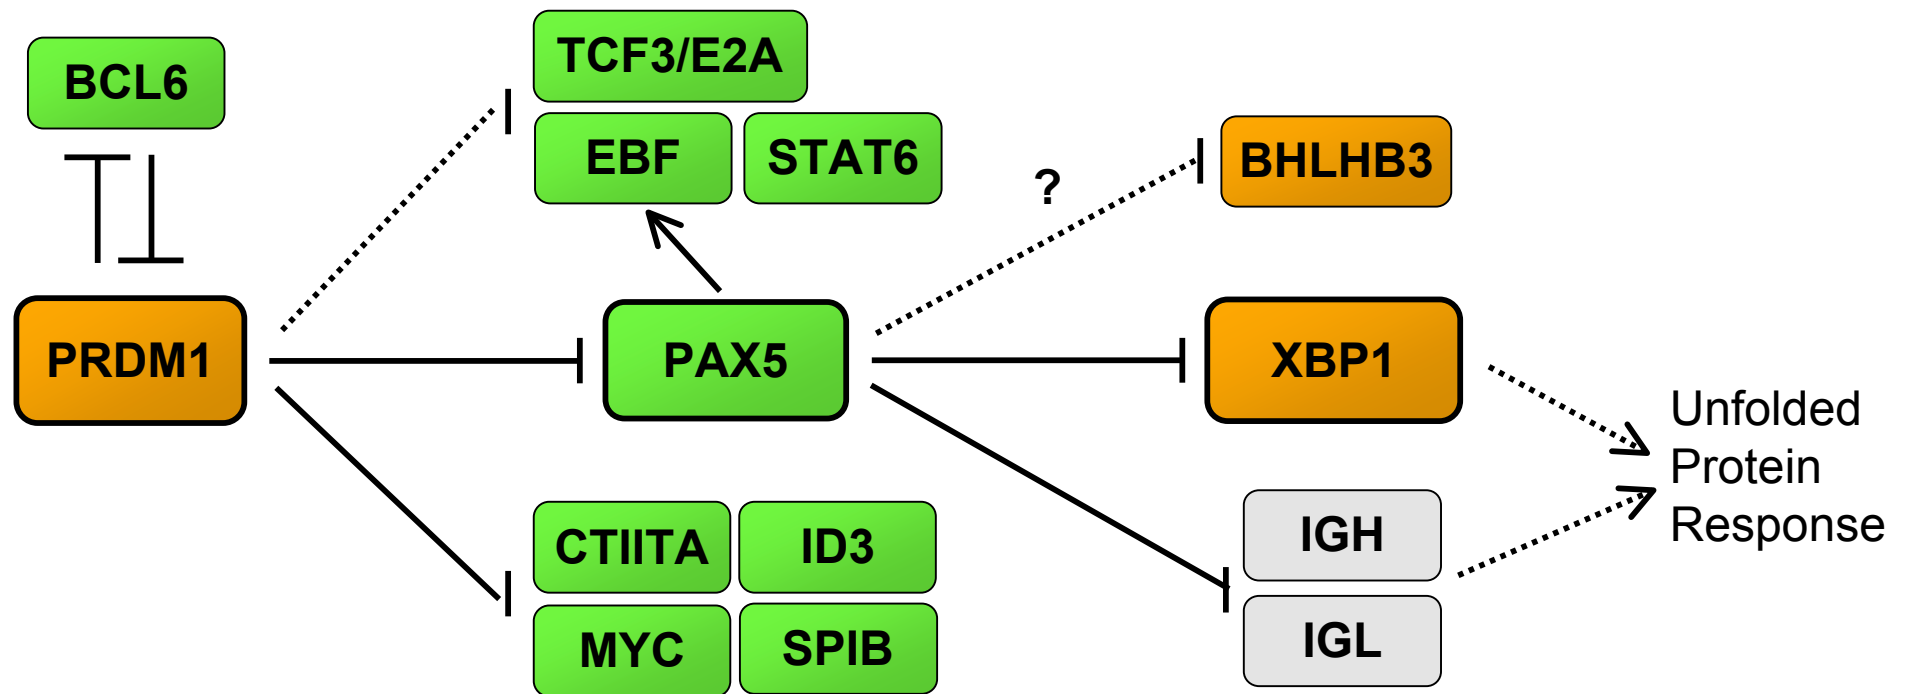 BCL6
TCF3/E2A
EBF
STAT6
?
BHLHB3
PRDM1
PAX5
XBP1
Unfolded
Protein
Response
CTIITA
ID3
MYC
SPIB
IGH
IGL